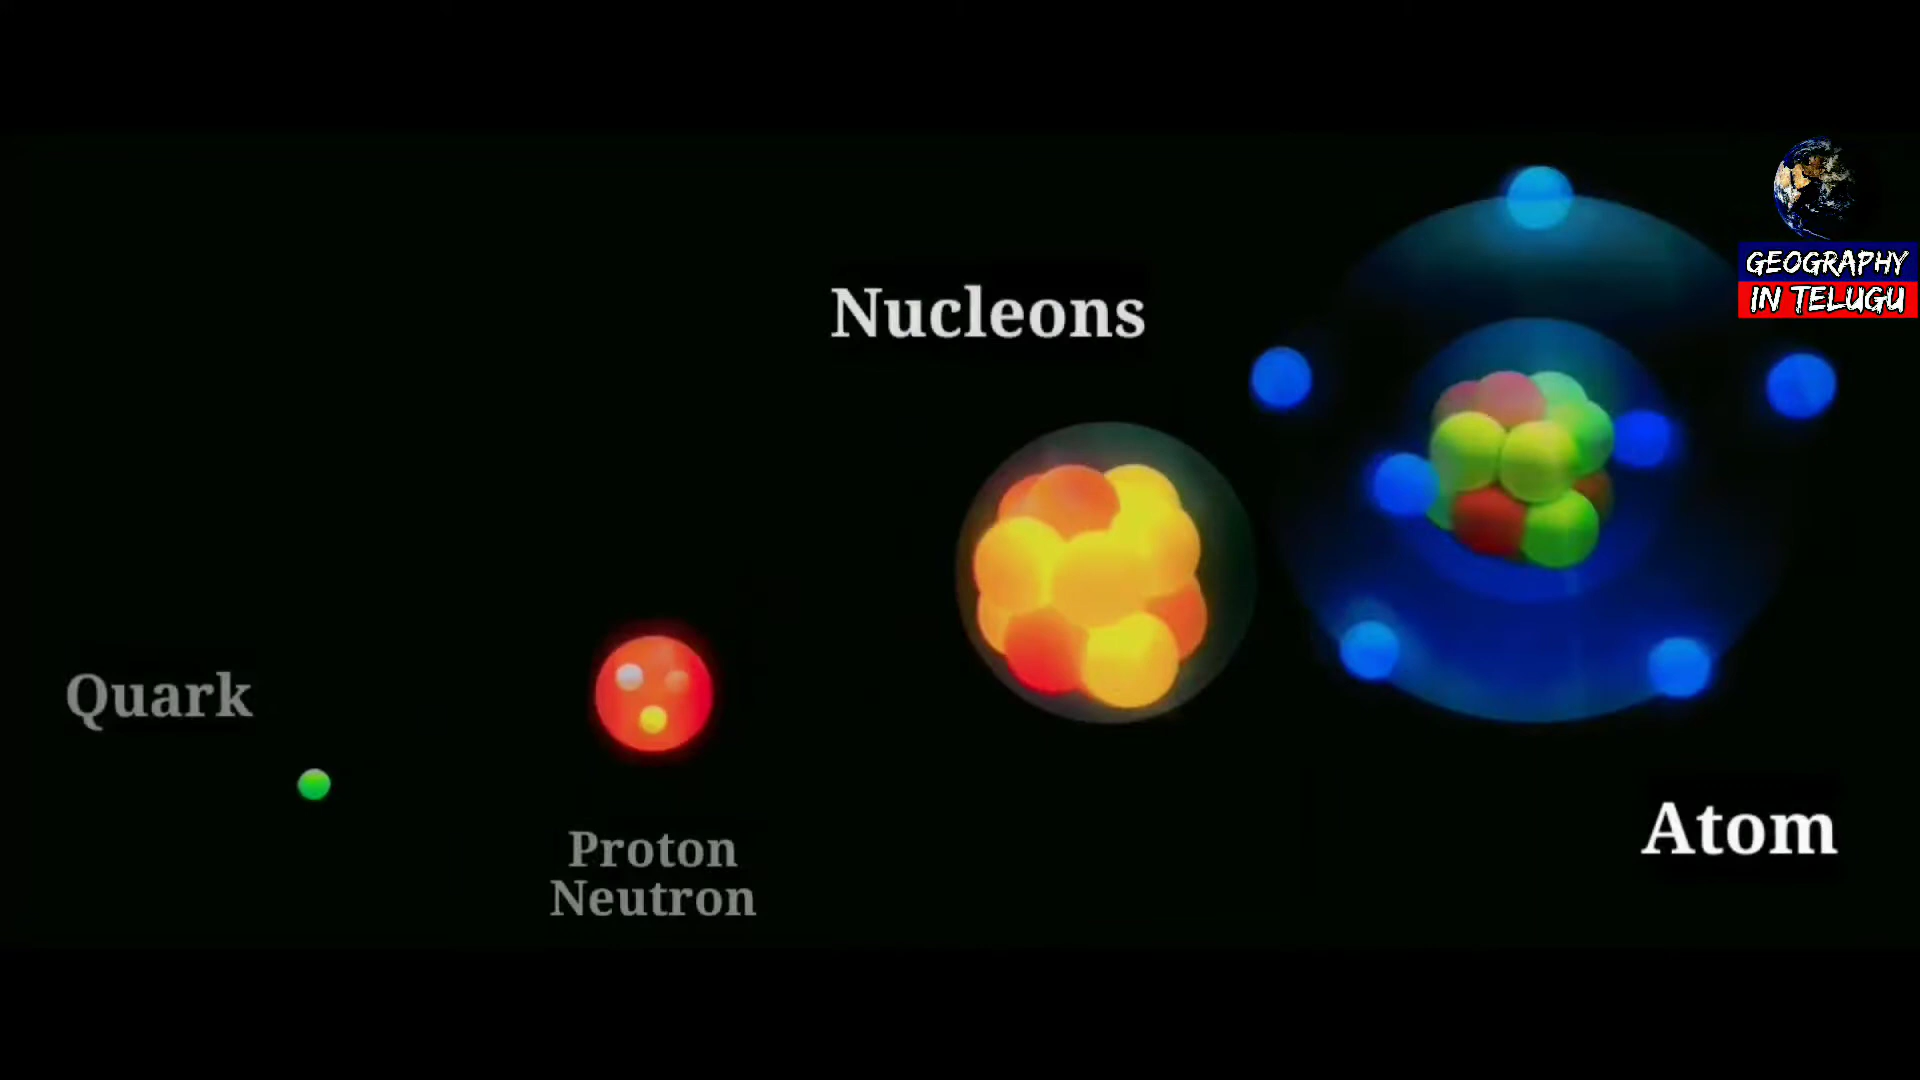 GEOGRAPHY
IN TELUGU
Nucleons
Quark
Proton
Neutron
Atom